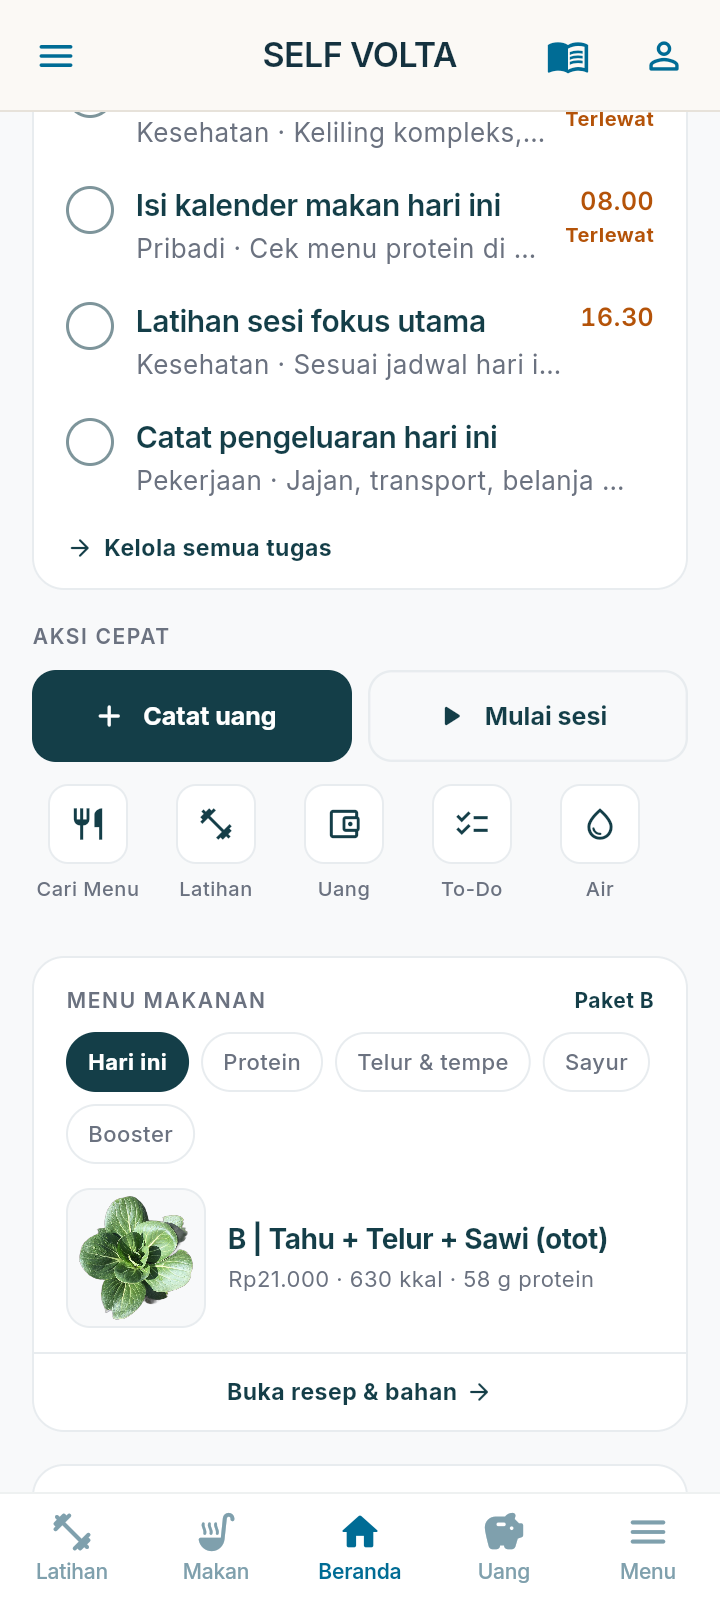 SELF VOLTA
Kesehatan · Keliling kompleks,...
Terlewat
Isi kalender makan hari ini
08.00
Pribadi · Cek menu protein di ...
Terlewat
Latihan sesi fokus utama
16.30
Kesehatan · Sesuai jadwal hari i...
Catat pengeluaran hari ini
Pekerjaan · Jajan, transport, belanja ...
→ Kelola semua tugas
AKSI CEPAT
+ Catat uang
Mulai sesi
Cari Menu
Latihan
Uang
To-Do
Air
MENU MAKANAN
Paket B
Hari ini
Protein
Telur & tempe
Sayur
Booster
B | Tahu + Telur + Sawi (otot)
Rp21.000 · 630 kkal · 58 g protein
Buka resep & bahan →
Latihan
Makan
Beranda
Uang
Menu